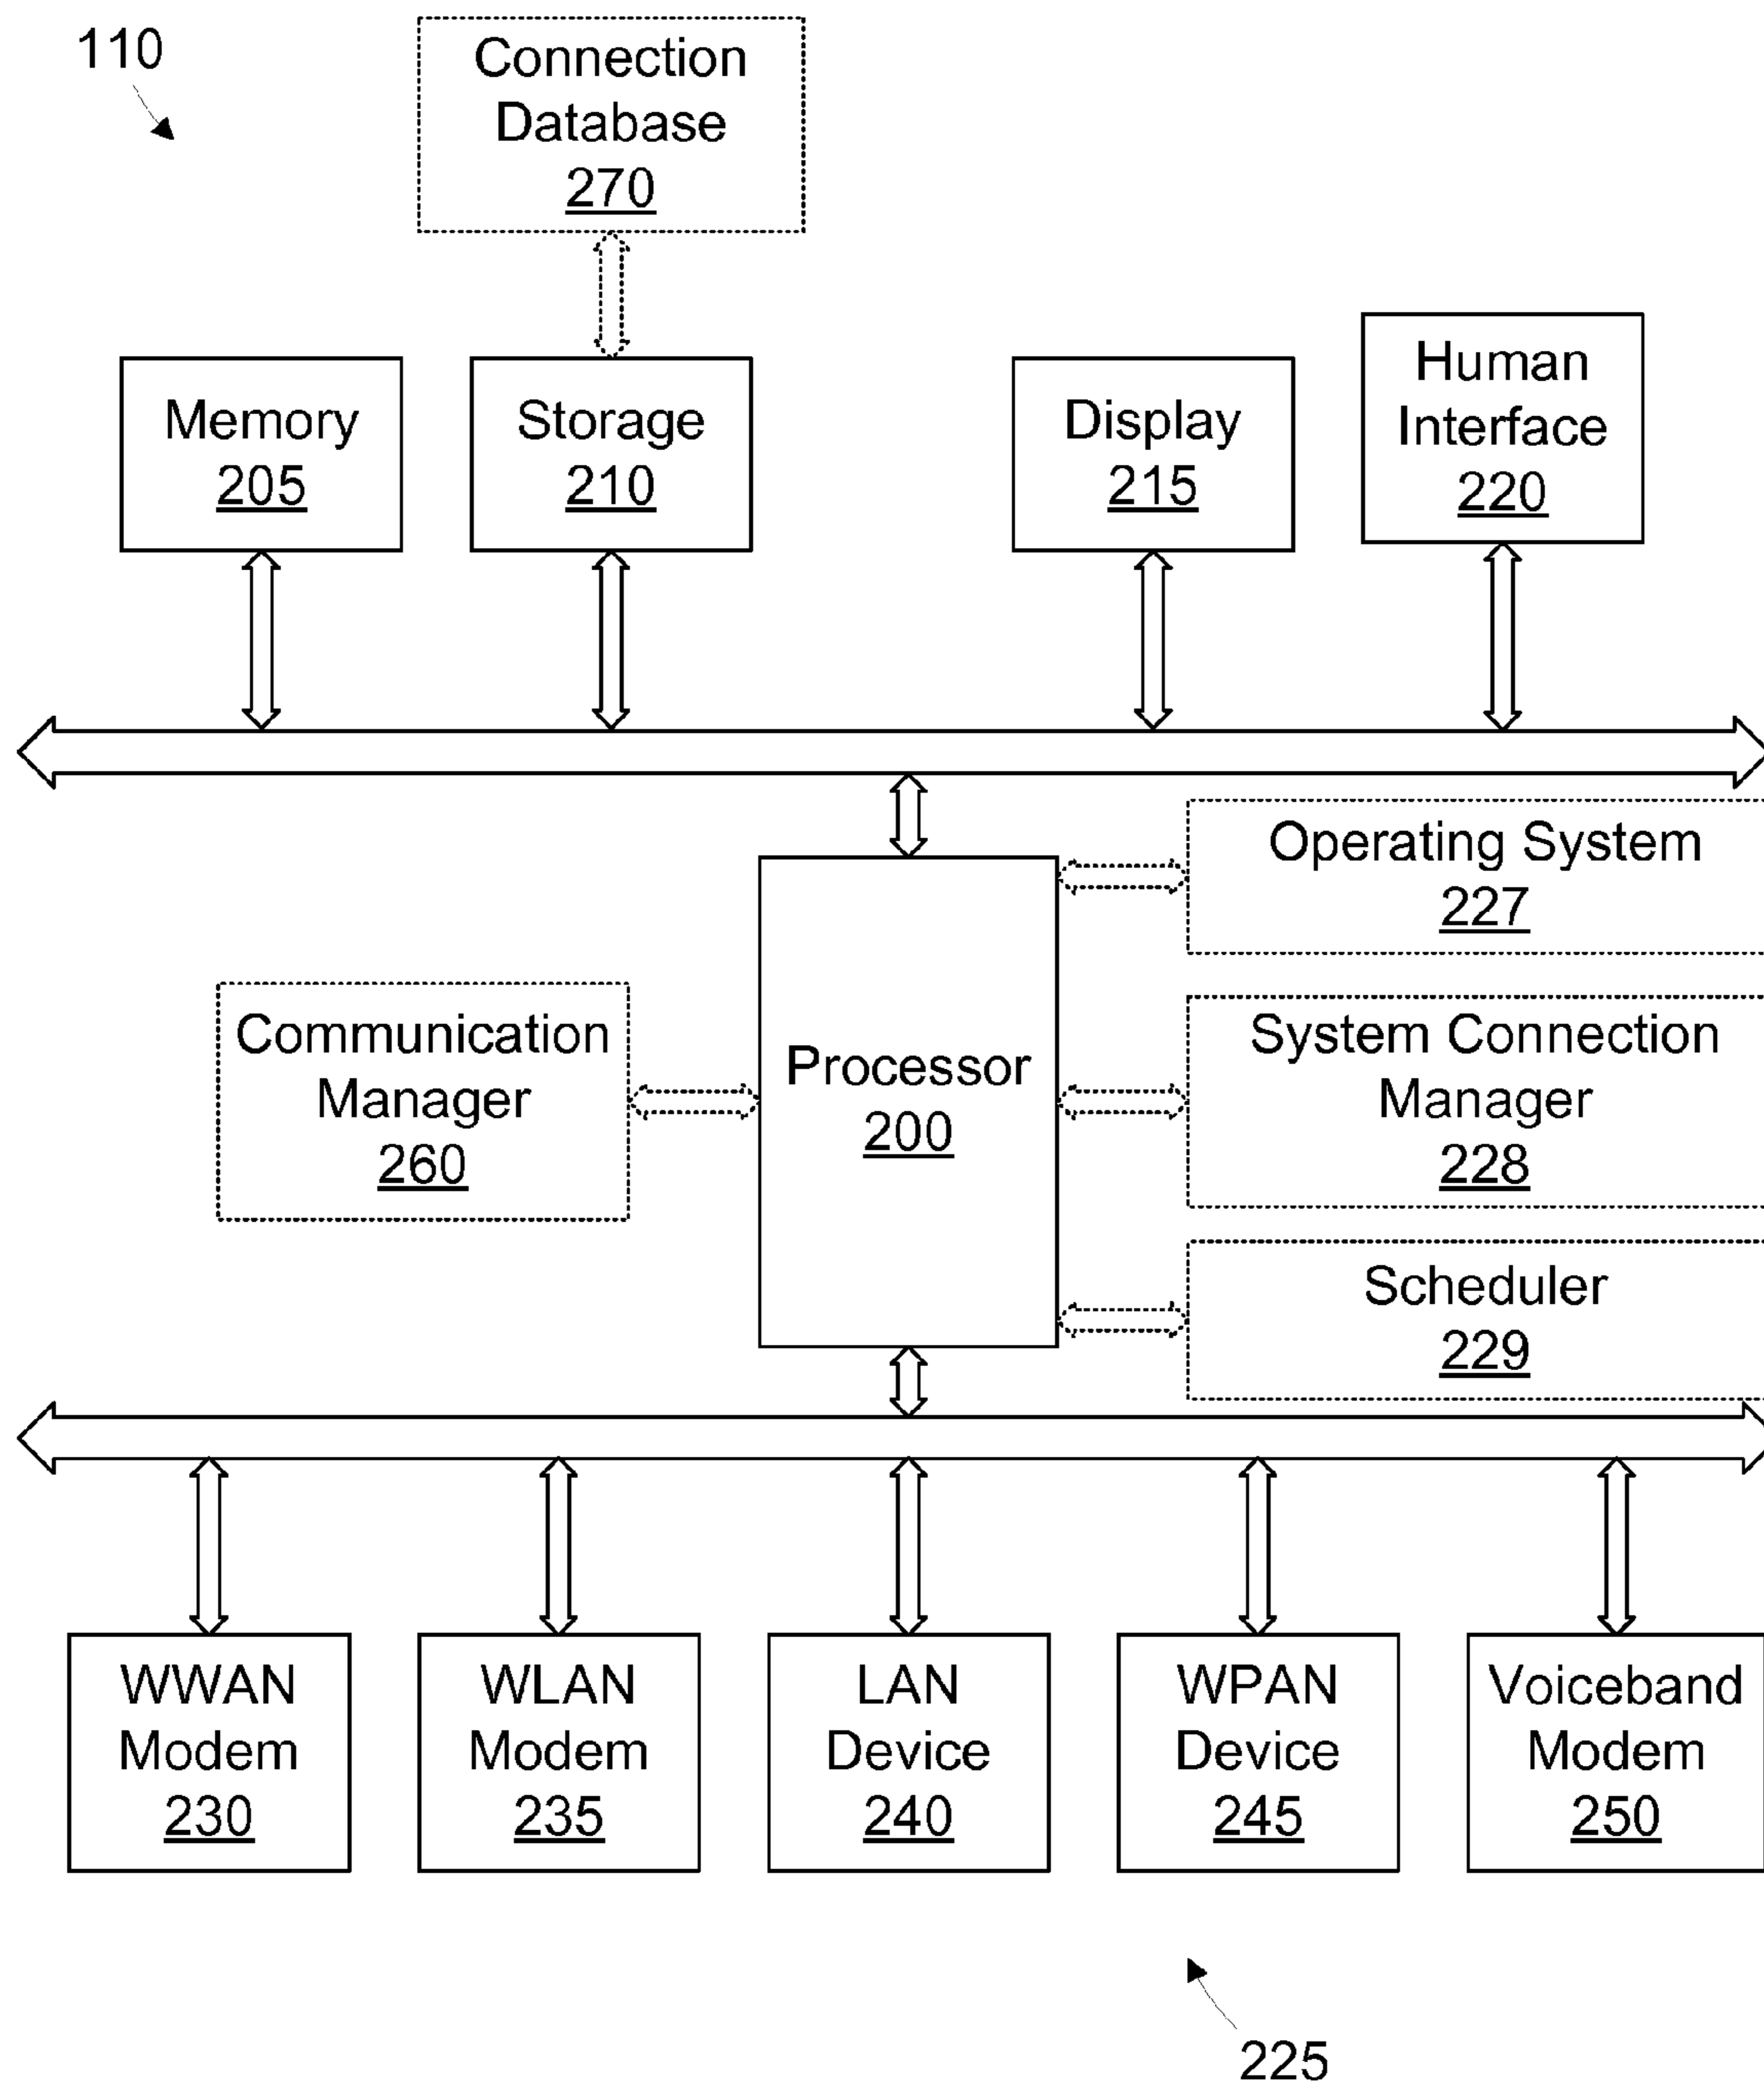 110
Connection
Database
270
Memory
205
Storage
210
Display
215
Human
Interface
220
Operating System
227
Communication
Manager
260
Processor
200
System Connection
Manager
228
Scheduler
229
WWAN
Modem
230
WLAN
Modem
235
LAN
Device
240
WPAN
Device
245
Voiceband
Modem
250
225